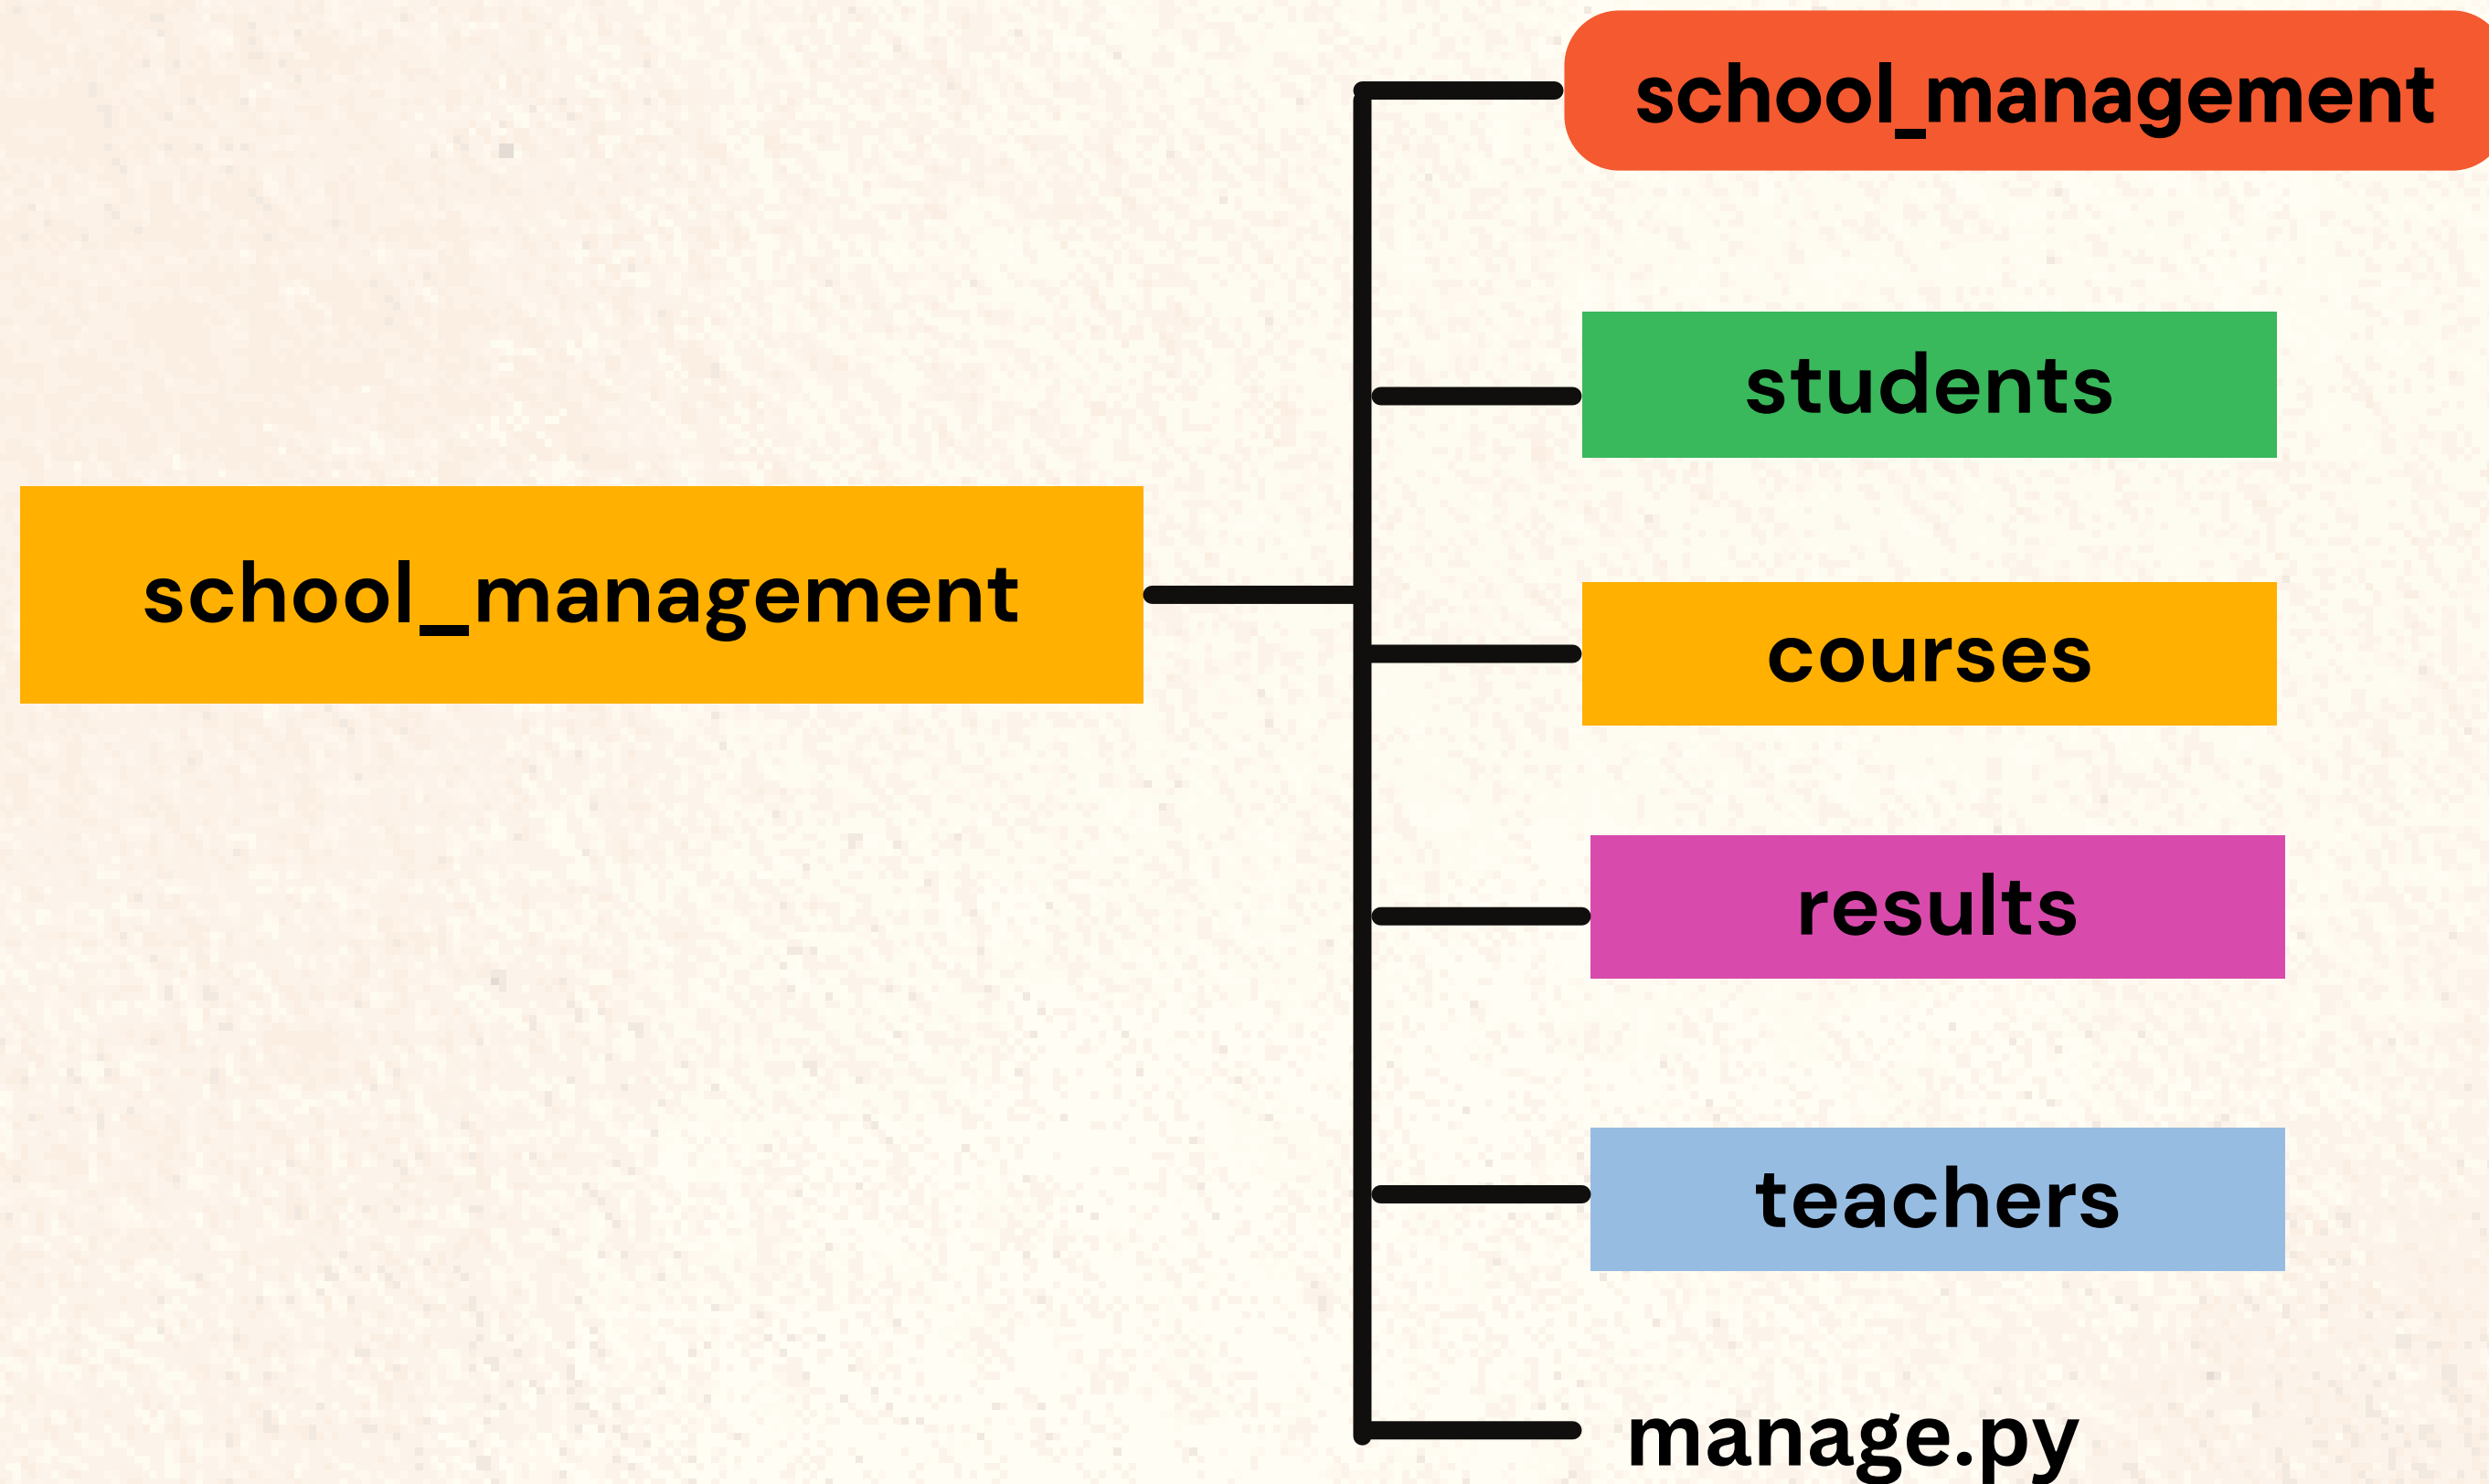 school_management
school_management
students
courses
results
teachers
manage.py